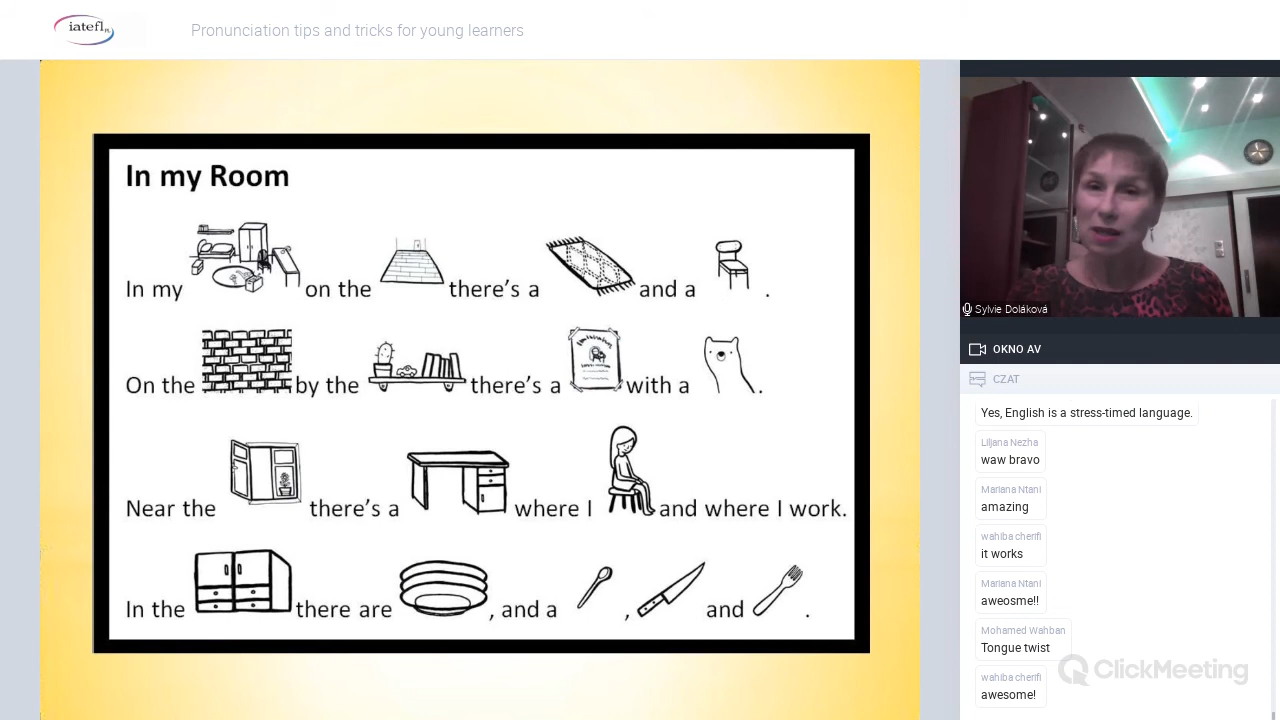 iatefl PL
Pronunciation tips and tricks for young learners
In my Room
In my on the there's a and a .
On the by the there's a with a .
Near the there's a where I and where I work.
In the there are , and a , and .
Sylvie Doláková
OKNO AV
CZAT
Yes, English is a stress-timed language.
Liljana Nezha
waw bravo
Mariana Ntani
amazing
wahiba cherifi
it works
Mariana Ntani
aweosme!!
Mohamed Wahban
Tongue twist
wahiba cherifi
awesome!
ClickMeeting